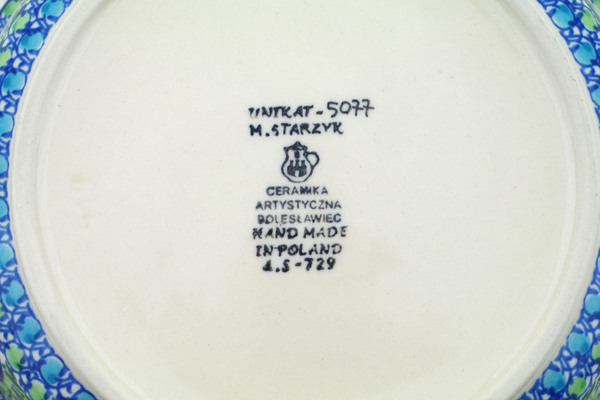 UNIKAT-5077
M.STARZYK
CERAMIKA
ARTYSTYCZNA
BOLESŁAWIEC
HAND MADE
IN POLAND
A.S-729